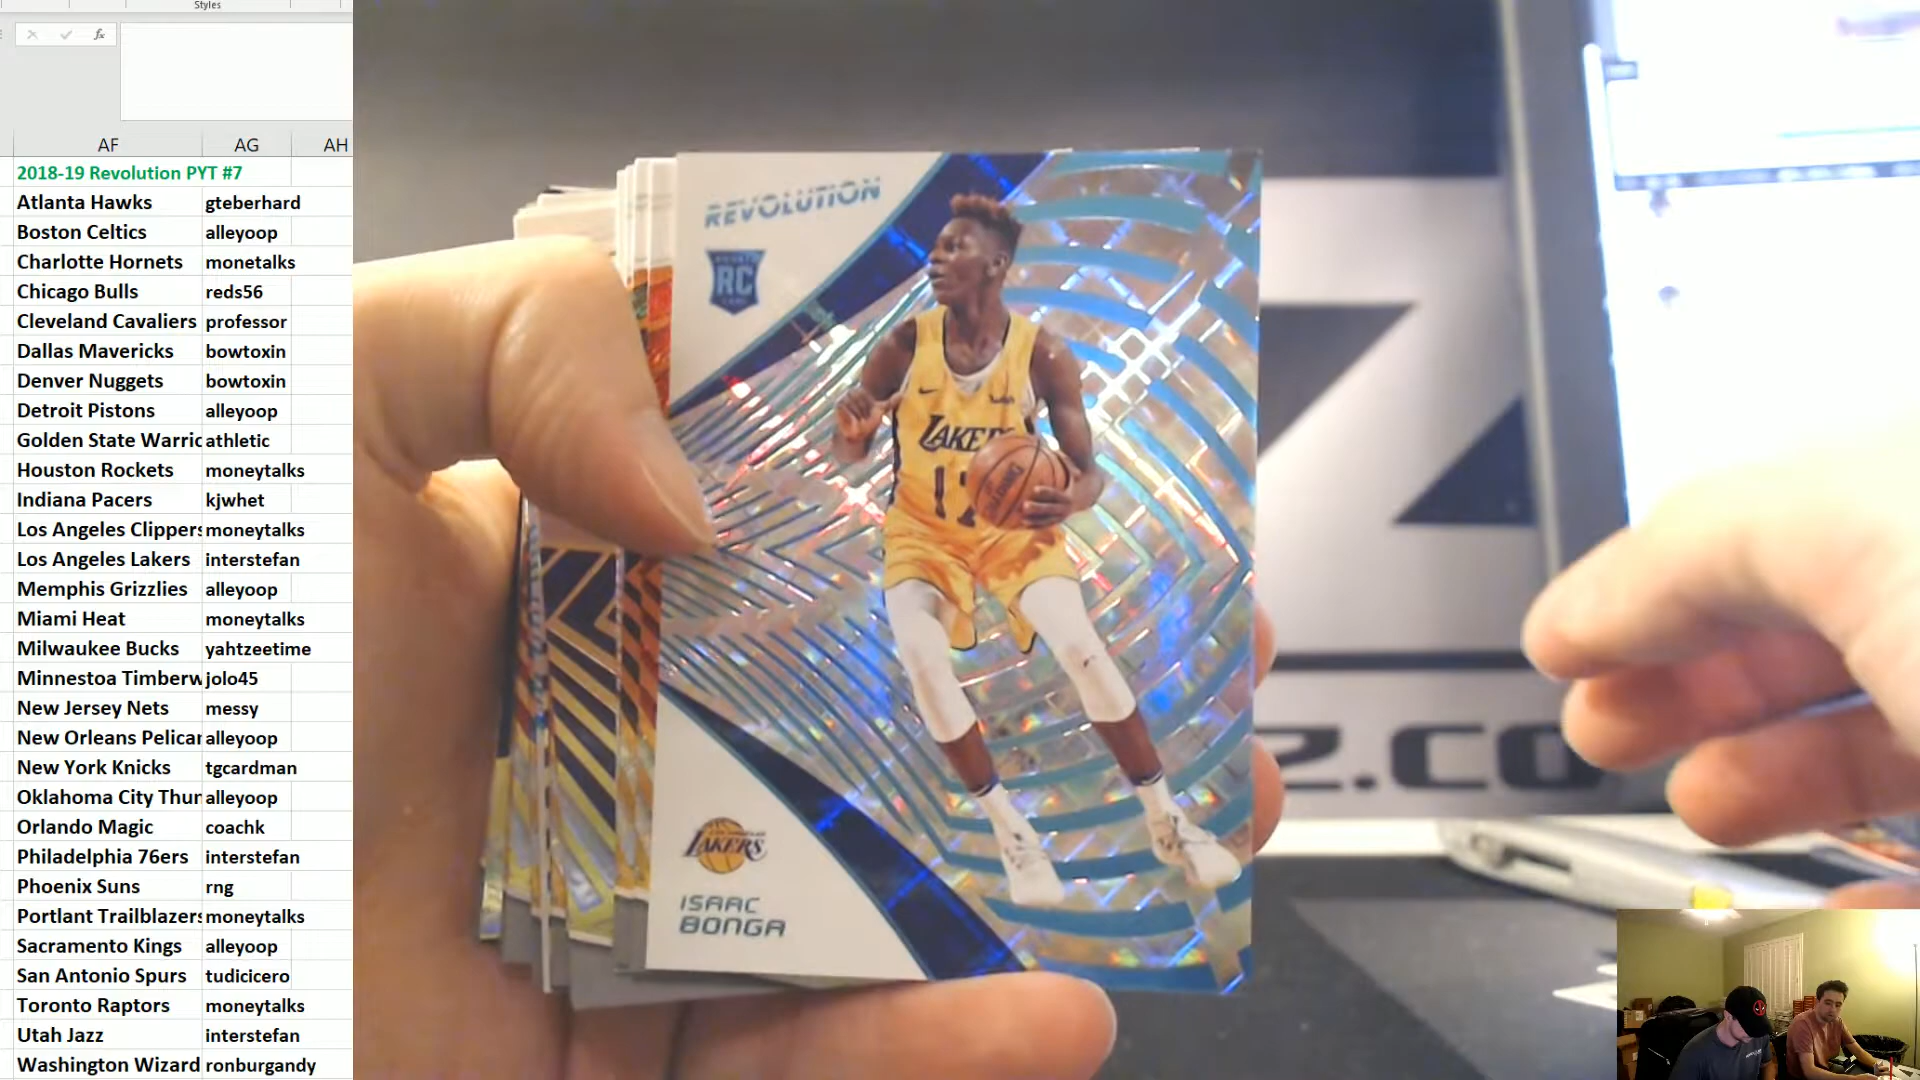 Styles
fx
AF AG AH
2018-19 Revolution PYT #7
Atlanta Hawks gteberhard
Boston Celtics alleyoop
Charlotte Hornets monetalks
Chicago Bulls reds56
Cleveland Cavaliers professor
Dallas Mavericks bowtoxin
Denver Nuggets bowtoxin
Detroit Pistons alleyoop
Golden State Warric athletic
Houston Rockets moneytalks
Indiana Pacers kjwhet
Los Angeles Clippers moneytalks
Los Angeles Lakers interstefan
Memphis Grizzlies alleyoop
Miami Heat moneytalks
Milwaukee Bucks yahtzeetime
Minnestoa Timberw jolo45
New Jersey Nets messy
New Orleans Pelicar alleyoop
New York Knicks tgcardman
Oklahoma City Thur alleyoop
Orlando Magic coachk
Philadelphia 76ers interstefan
Phoenix Suns rng
Portlant Trailblazers moneytalks
Sacramento Kings alleyoop
San Antonio Spurs tudicicero
Toronto Raptors moneytalks
Utah Jazz interstefan
Washington Wizard ronburgandy
REVOLUTION
RC
LAKERS
SPALDING
LAKERS
ISAAC
BONGA
Z.CO